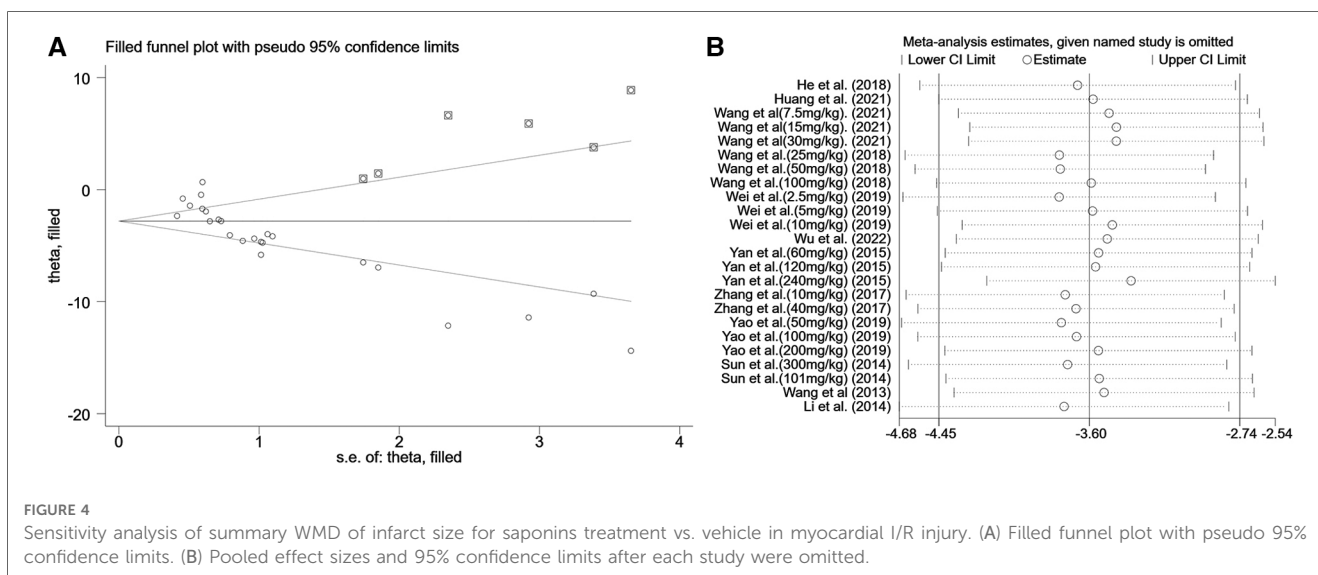 A
Filled funnel plot with pseudo 95% confidence limits
10
0
-10
-20
theta, filled
0 1 2 3 4
s.e. of: theta, filled
B
Meta-analysis estimates, given named study is omitted
Lower CI Limit Estimate Upper CI Limit
He et al. (2018)
Huang et al. (2021)
Wang et al(7.5mg/kg). (2021)
Wang et al(15mg/kg). (2021)
Wang et al(30mg/kg). (2021)
Wang et al.(25mg/kg) (2018)
Wang et al.(50mg/kg) (2018)
Wang et al.(100mg/kg) (2018)
Wei et al.(2.5mg/kg) (2019)
Wei et al.(5mg/kg) (2019)
Wei et al.(10mg/kg) (2019)
Wu et al. (2022)
Yan et al.(60mg/kg) (2015)
Yan et al.(120mg/kg) (2015)
Yan et al.(240mg/kg) (2015)
Zhang et al.(10mg/kg) (2017)
Zhang et al.(40mg/kg) (2017)
Yao et al.(50mg/kg) (2019)
Yao et al.(100mg/kg) (2019)
Yao et al.(200mg/kg) (2019)
Sun et al.(300mg/kg) (2014)
Sun et al.(101mg/kg) (2014)
Wang et al (2013)
Li et al. (2014)
-4.68 -4.45 -3.60 -2.74 -2.54
FIGURE 4
Sensitivity analysis of summary WMD of infarct size for saponins treatment vs. vehicle in myocardial I/R injury. (A) Filled funnel plot with pseudo 95%
confidence limits. (B) Pooled effect sizes and 95% confidence limits after each study were omitted.